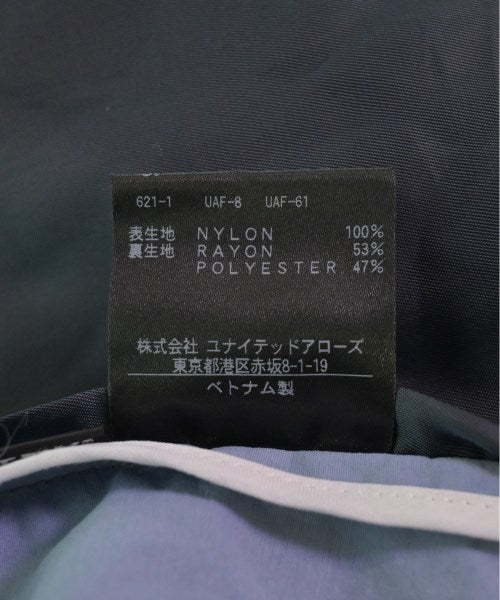 621-1 UAF-8 UAF-61
表生地 NYLON 100%
裏生地 RAYON 53%
POLYESTER 47%
株式会社 ユナイテッドアローズ
東京都港区赤坂8-1-19
ベトナム製